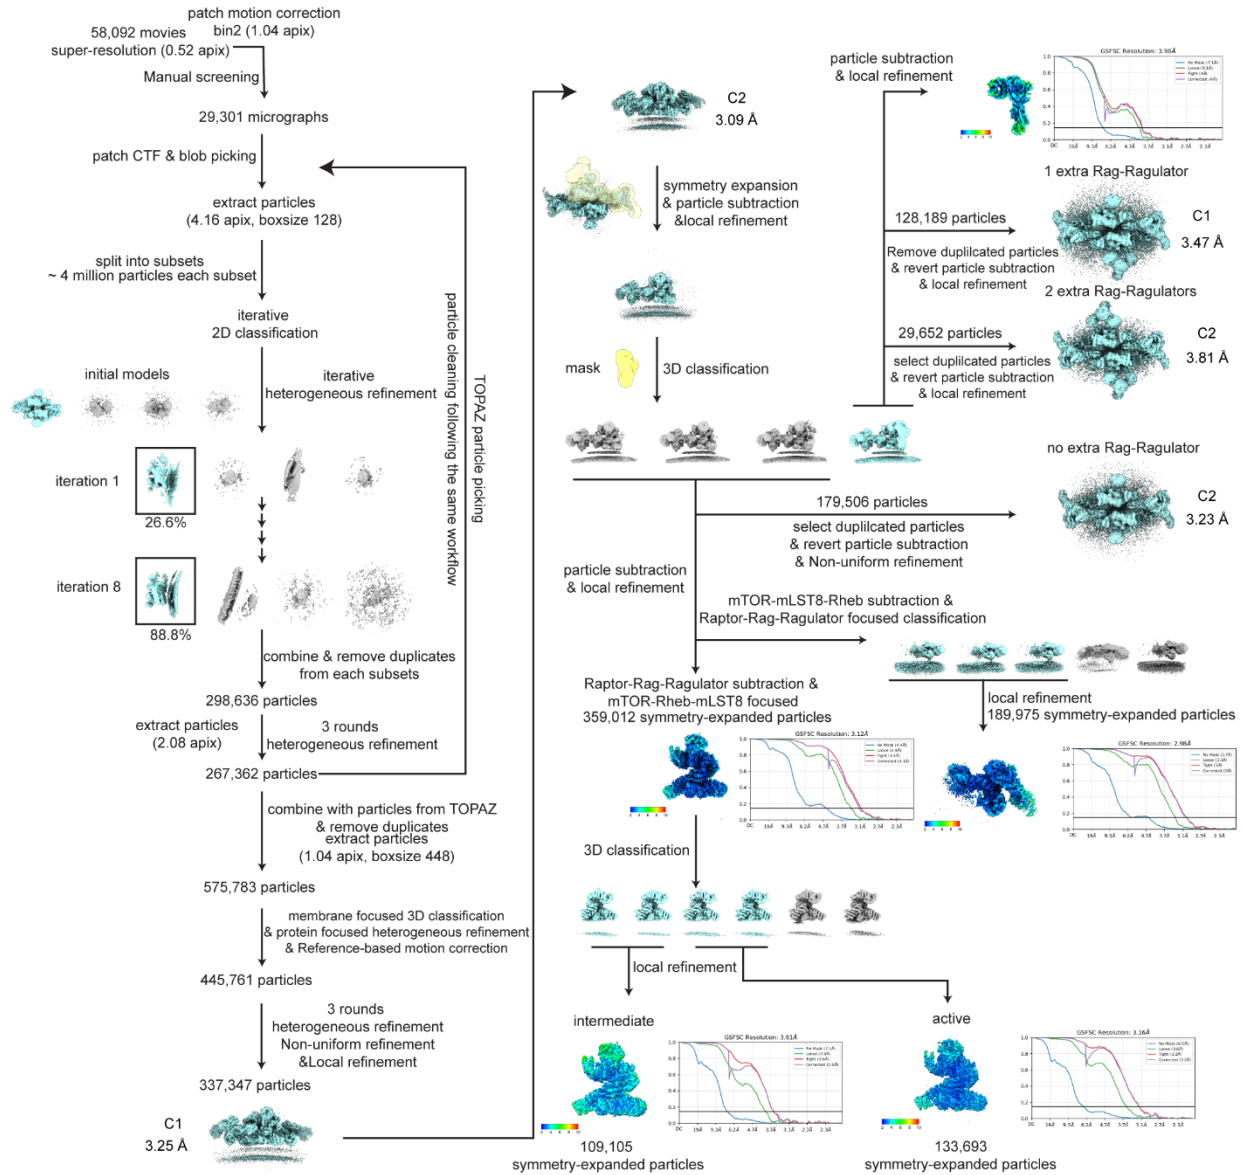 patch motion correction
bin2 (1.04 apix)
58,092 movies
super-resolution (0.52 apix)
Manual screening
29,301 micrographs
patch CTF & blob picking
extract particles
(4.16 apix, boxsize 128)
split into subsets
~ 4 million particles each subset
iterative
2D classification
initial models
iterative
heterogeneous refinement
iteration 1
26.6%
iteration 8
88.8%
combine & remove duplicates
from each subsets
298,636 particles
extract particles
(2.08 apix)
3 rounds
heterogeneous refinement
267,362 particles
TOPAZ particle picking
particle cleaning following the same workflow
combine with particles from TOPAZ
& remove duplicates
extract particles
(1.04 apix, boxsize 448)
575,783 particles
membrane focused 3D classification
& protein focused heterogeneous refinement
& Reference-based motion correction
445,761 particles
3 rounds
heterogeneous refinement
Non-uniform refinement
&Local refinement
337,347 particles
C1
3.25 Å
C2
3.09 Å
symmetry expansion
& particle subtraction
&local refinement
mask
3D classification
particle subtraction
& local refinement
GSFSC Resolution: 3.98Å
1 extra Rag-Ragulator
128,189 particles
Remove duplicated particles
& revert particle subtraction
& local refinement
C1
3.47 Å
2 extra Rag-Ragulators
29,652 particles
select duplilcated particles
& revert particle subtraction
& local refinement
C2
3.81 Å
no extra Rag-Ragulator
179,506 particles
select duplilcated particles
& revert particle subtraction
& Non-uniform refinement
C2
3.23 Å
particle subtraction
& local refinement
mTOR-mLST8-Rheb subtraction &
Raptor-Rag-Ragulator focused classification
local refinement
189,975 symmetry-expanded particles
GSFSC Resolution: 2.98Å
Raptor-Rag-Ragulator subtraction &
mTOR-Rheb-mLST8 focused
359,012 symmetry-expanded particles
GSFSC Resolution: 3.12Å
3D classification
local refinement
intermediate
GSFSC Resolution: 3.61Å
109,105
symmetry-expanded particles
active
GSFSC Resolution: 3.16Å
133,693
symmetry-expanded particles